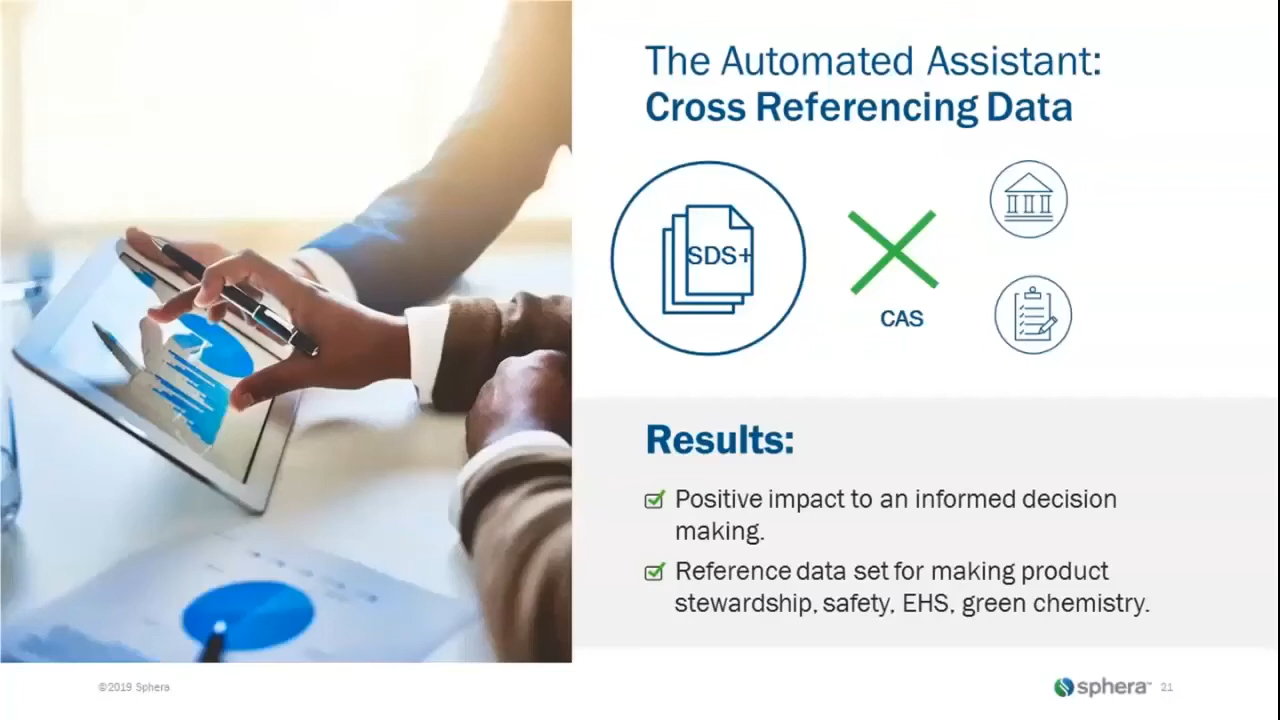 The Automated Assistant:
Cross Referencing Data
SDS+
CAS
Results:
Positive impact to an informed decision
making.
Reference data set for making product
stewardship, safety, EHS, green chemistry.
©2019 Sphera
sphera™ 21